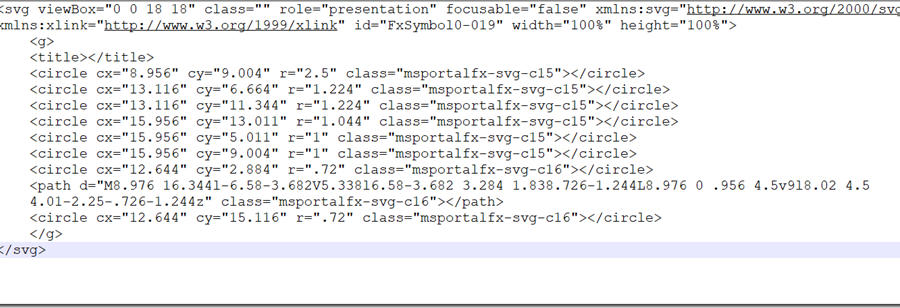 <svg viewBox="0 0 18 18" class="" role="presentation" focusable="false" xmlns:svg="http://www.w3.org/2000/svg
xmlns:xlink="http://www.w3.org/1999/xlink" id="FxSymbol0-019" width="100%" height="100%">
<g>
<title></title>
<circle cx="8.956" cy="9.004" r="2.5" class="msportalfx-svg-c15"></circle>
<circle cx="13.116" cy="6.664" r="1.224" class="msportalfx-svg-c15"></circle>
<circle cx="13.116" cy="11.344" r="1.224" class="msportalfx-svg-c15"></circle>
<circle cx="15.956" cy="13.011" r="1.044" class="msportalfx-svg-c15"></circle>
<circle cx="15.956" cy="5.011" r="1" class="msportalfx-svg-c15"></circle>
<circle cx="15.956" cy="9.004" r="1" class="msportalfx-svg-c15"></circle>
<circle cx="12.644" cy="2.884" r=".72" class="msportalfx-svg-c16"></circle>
<path d="M8.976 16.344l-6.58-3.682V5.338l6.58-3.682 3.284 1.838.726-1.244L8.976 0 .956 4.5v9l8.02 4.5
4.01-2.25-.726-1.244z" class="msportalfx-svg-c16"></path>
<circle cx="12.644" cy="15.116" r=".72" class="msportalfx-svg-c16"></circle>
</g>
</svg>